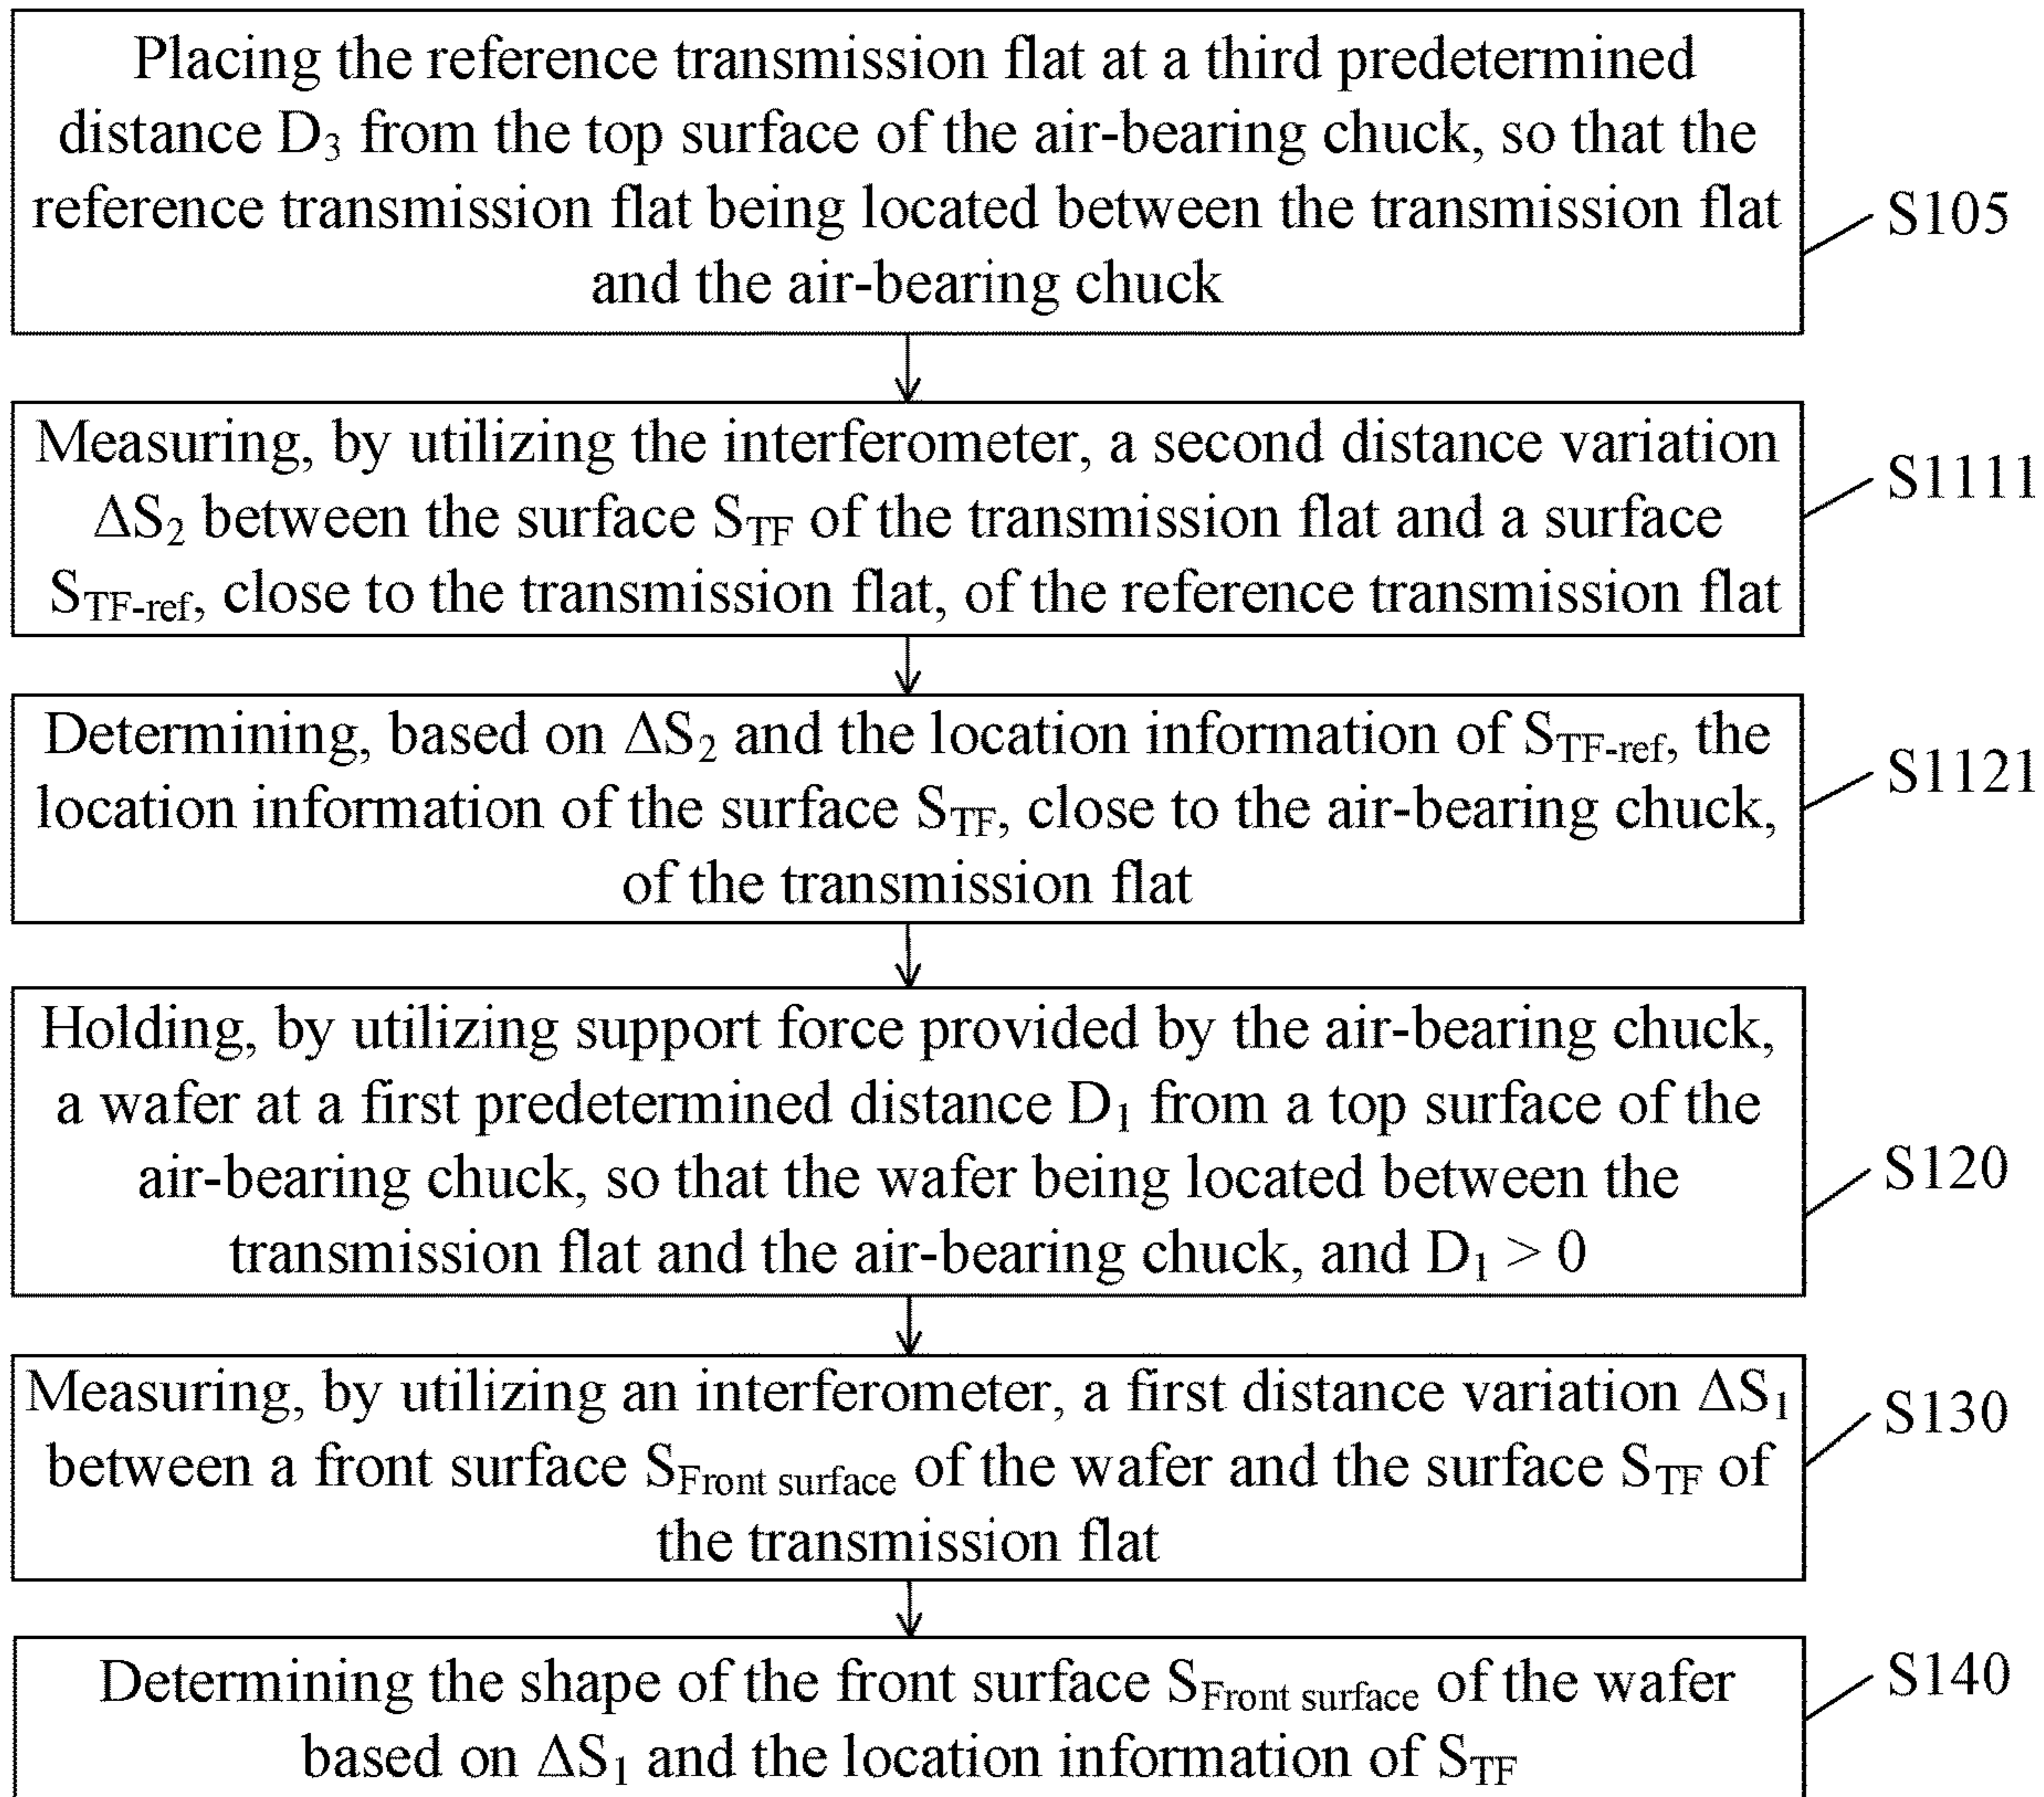 Placing the reference transmission flat at a third predetermined
distance D₃ from the top surface of the air-bearing chuck, so that the
reference transmission flat being located between the transmission flat
and the air-bearing chuck
S105
Measuring, by utilizing the interferometer, a second distance variation
ΔS₂ between the surface S_TF of the transmission flat and a surface
S_TF-ref, close to the transmission flat, of the reference transmission flat
S1111
Determining, based on ΔS₂ and the location information of S_TF-ref, the
location information of the surface S_TF, close to the air-bearing chuck,
of the transmission flat
S1121
Holding, by utilizing support force provided by the air-bearing chuck,
a wafer at a first predetermined distance D₁ from a top surface of the
air-bearing chuck, so that the wafer being located between the
transmission flat and the air-bearing chuck, and D₁ > 0
S120
Measuring, by utilizing an interferometer, a first distance variation ΔS₁
between a front surface S_Front surface of the wafer and the surface S_TF of
the transmission flat
S130
Determining the shape of the front surface S_Front surface of the wafer
based on ΔS₁ and the location information of S_TF
S140